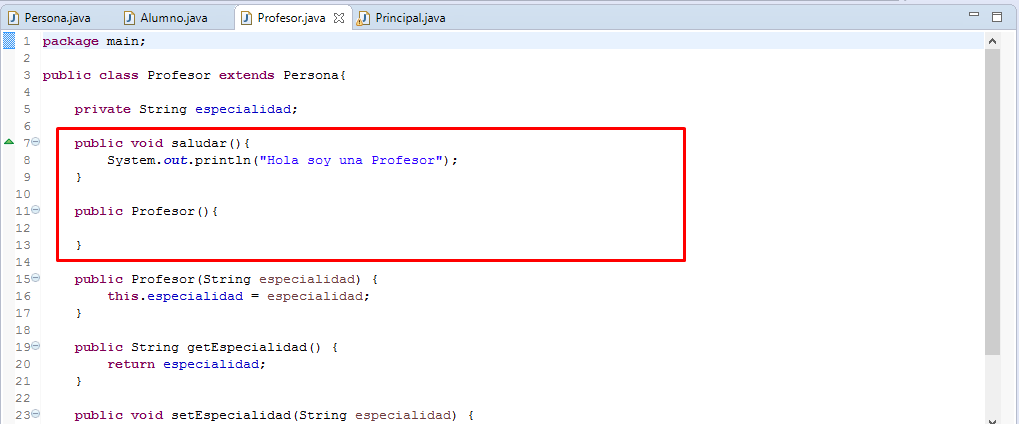 Persona.java Alumno.java Profesor.java Principal.java
1 package main;
2
3 public class Profesor extends Persona{
4
5     private String especialidad;
6
7     public void saludar(){
8         System.out.println("Hola soy una Profesor");
9     }
10
11     public Profesor(){
12
13     }
14
15     public Profesor(String especialidad) {
16         this.especialidad = especialidad;
17     }
18
19     public String getEspecialidad() {
20         return especialidad;
21     }
22
23     public void setEspecialidad(String especialidad) {